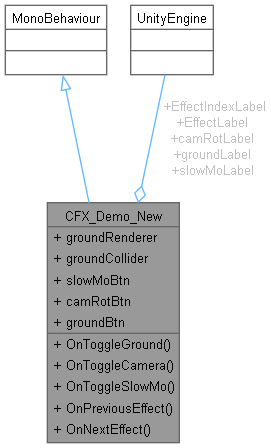 MonoBehaviour
UnityEngine
+EffectIndexLabel
+EffectLabel
+camRotLabel
+groundLabel
+slowMoLabel
CFX_Demo_New
+ groundRenderer
+ groundCollider
+ slowMoBtn
+ camRotBtn
+ groundBtn
+ OnToggleGround()
+ OnToggleCamera()
+ OnToggleSlowMo()
+ OnPreviousEffect()
+ OnNextEffect()